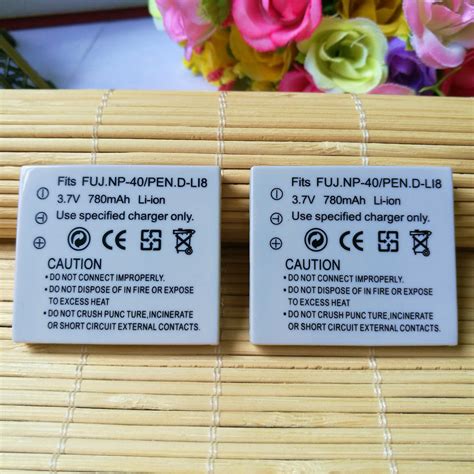 Fits FUJ.NP-40/PEN.D-LI8
3.7V 780mAh Li-ion
Use specified charger only.
CE
CAUTION
• DO NOT CONNECT IMPROPERLY.
• DO NOT DISPOSE OF IN FIRE OR EXPOSE
TO EXCESS HEAT
• DO NOT CRUSH PUNC TURE, INCINERATE
OR SHORT CIRCUIT EXTERNAL CONTACTS.
Fits FUJ.NP-40/PEN.D-LI8
3.7V 780mAh Li-ion
Use specified charger only.
CE
CAUTION
• DO NOT CONNECT IMPROPERLY.
• DO NOT DISPOSE OF IN FIRE OR EXPOSE
TO EXCESS HEAT
• DO NOT CRUSH PUNC TURE, INCINERATE
OR SHORT CIRCUIT EXTERNAL CONTACTS.